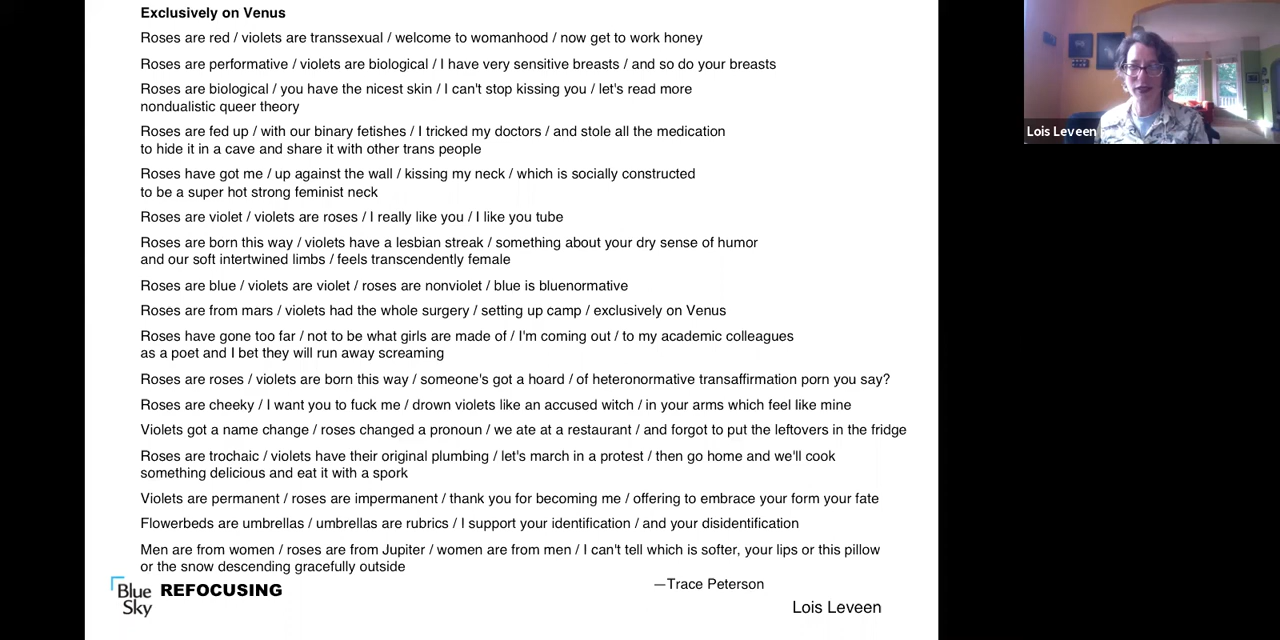 Exclusively on Venus
Roses are red / violets are transsexual / welcome to womanhood / now get to work honey
Roses are performative / violets are biological / I have very sensitive breasts / and so do your breasts
Roses are biological / you have the nicest skin / I can't stop kissing you / let's read more
nondualistic queer theory
Roses are fed up / with our binary fetishes / I tricked my doctors / and stole all the medication
to hide it in a cave and share it with other trans people
Roses have got me / up against the wall / kissing my neck / which is socially constructed
to be a super hot strong feminist neck
Roses are violet / violets are roses / I really like you / I like you tube
Roses are born this way / violets have a lesbian streak / something about your dry sense of humor
and our soft intertwined limbs / feels transcendently female
Roses are blue / violets are violet / roses are nonviolet / blue is bluenormative
Roses are from mars / violets had the whole surgery / setting up camp / exclusively on Venus
Roses have gone too far / not to be what girls are made of / I'm coming out / to my academic colleagues
as a poet and I bet they will run away screaming
Roses are roses / violets are born this way / someone's got a hoard / of heteronormative transaffirmation porn you say?
Roses are cheeky / I want you to fuck me / drown violets like an accused witch / in your arms which feel like mine
Violets got a name change / roses changed a pronoun / we ate at a restaurant / and forgot to put the leftovers in the fridge
Roses are trochaic / violets have their original plumbing / let's march in a protest / then go home and we'll cook
something delicious and eat it with a spork
Violets are permanent / roses are impermanent / thank you for becoming me / offering to embrace your form your fate
Flowerbeds are umbrellas / umbrellas are rubrics / I support your identification / and your disidentification
Men are from women / roses are from Jupiter / women are from men / I can't tell which is softer, your lips or this pillow
or the snow descending gracefully outside
—Trace Peterson
Blue Sky
REFOCUSING
Lois Leveen
Lois Leveen